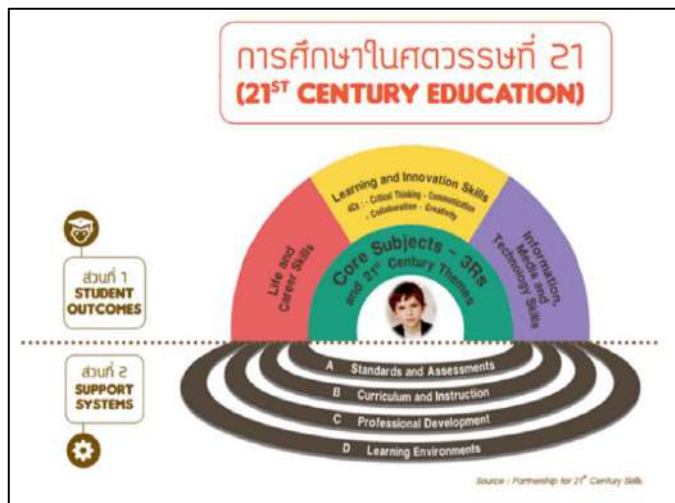 การศึกษาในศตวรรษที่ 21
(21ST CENTURY EDUCATION)
Learning and Innovation Skills
4Cs : - Critical Thinking - Communication
- Collaboration - Creativity
Life and
Career Skills
Core Subjects - 3Rs
and 21st Century Themes
Information,
Media and
Technology Skills
ส่วนที่ 1
STUDENT
OUTCOMES
ส่วนที่ 2
SUPPORT
SYSTEMS
A Standards and Assessments
B Curriculum and Instruction
C Professional Development
D Learning Environments
Source : Partnership for 21st Century Skills.